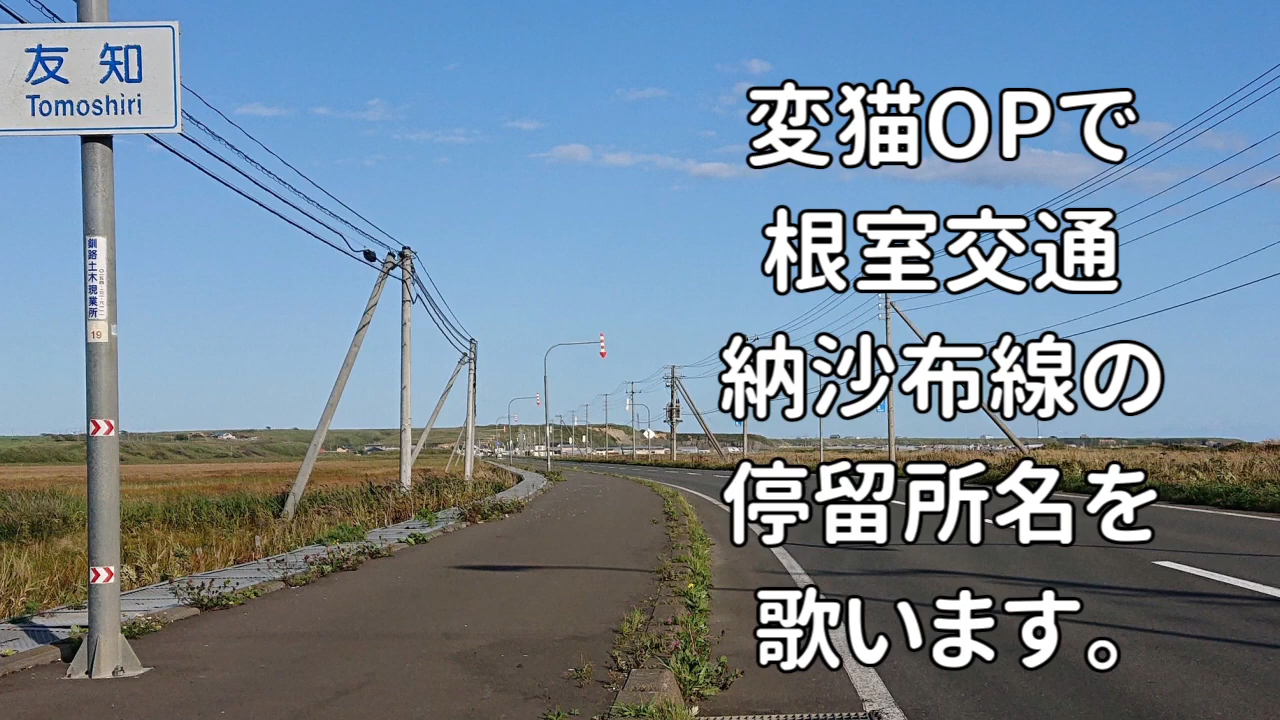 友知
Tomoshiri
釧路土木現業所
19
変猫OPで
根室交通
納沙布線の
停留所名を
歌います。